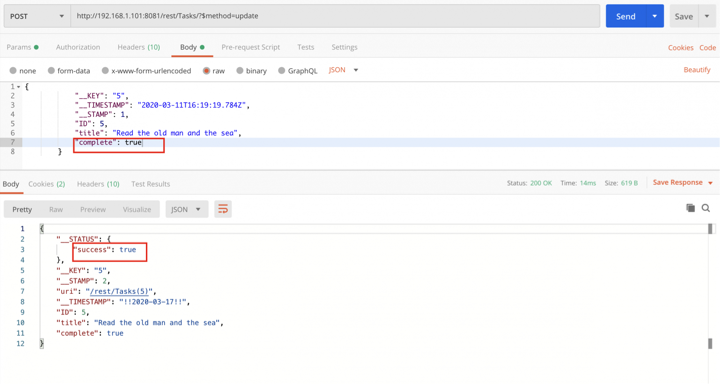 POST http://192.168.1.101:8081/rest/Tasks/?$method=update Send Save
Params Authorization Headers (10) Body Pre-request Script Tests Settings Cookies Code
none form-data x-www-form-urlencoded raw binary GraphQL JSON Beautify
1 {
2 "__KEY": "5",
3 "__TIMESTAMP": "2020-03-11T16:19:19.784Z",
4 "__STAMP": 1,
5 "ID": 5,
6 "title": "Read the old man and the sea",
7 "complete": true
8 }
Body Cookies (2) Headers (10) Test Results Status: 200 OK Time: 14ms Size: 619 B Save Response
Pretty Raw Preview Visualize JSON
1 {
2 "__STATUS": {
3 "success": true
4 },
5 "__KEY": "5",
6 "__STAMP": 2,
7 "uri": "/rest/Tasks(5)",
8 "__TIMESTAMP": "!!2020-03-17!!",
9 "ID": 5,
10 "title": "Read the old man and the sea",
11 "complete": true
12 }